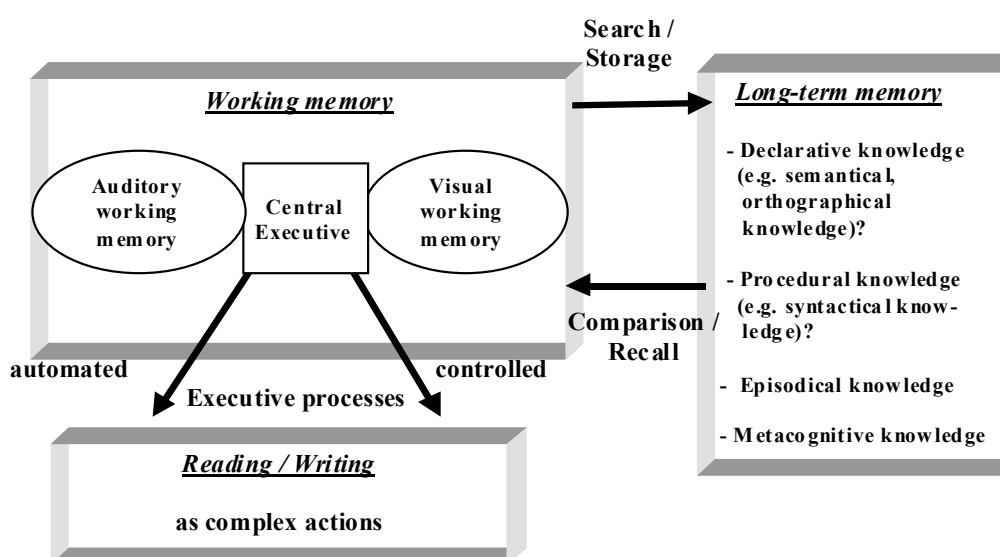 Search /
Storage
Working memory
Auditory
working
memory
Central
Executive
Visual
working
memory
Long-term memory
- Declarative knowledge
(e.g. semantical,
orthographical
knowledge)?
- Procedural knowledge
(e.g. syntactical know-
ledge)?
- Episodical knowledge
- Metacognitive knowledge
Comparison /
Recall
automated
controlled
Executive processes
Reading / Writing
as complex actions